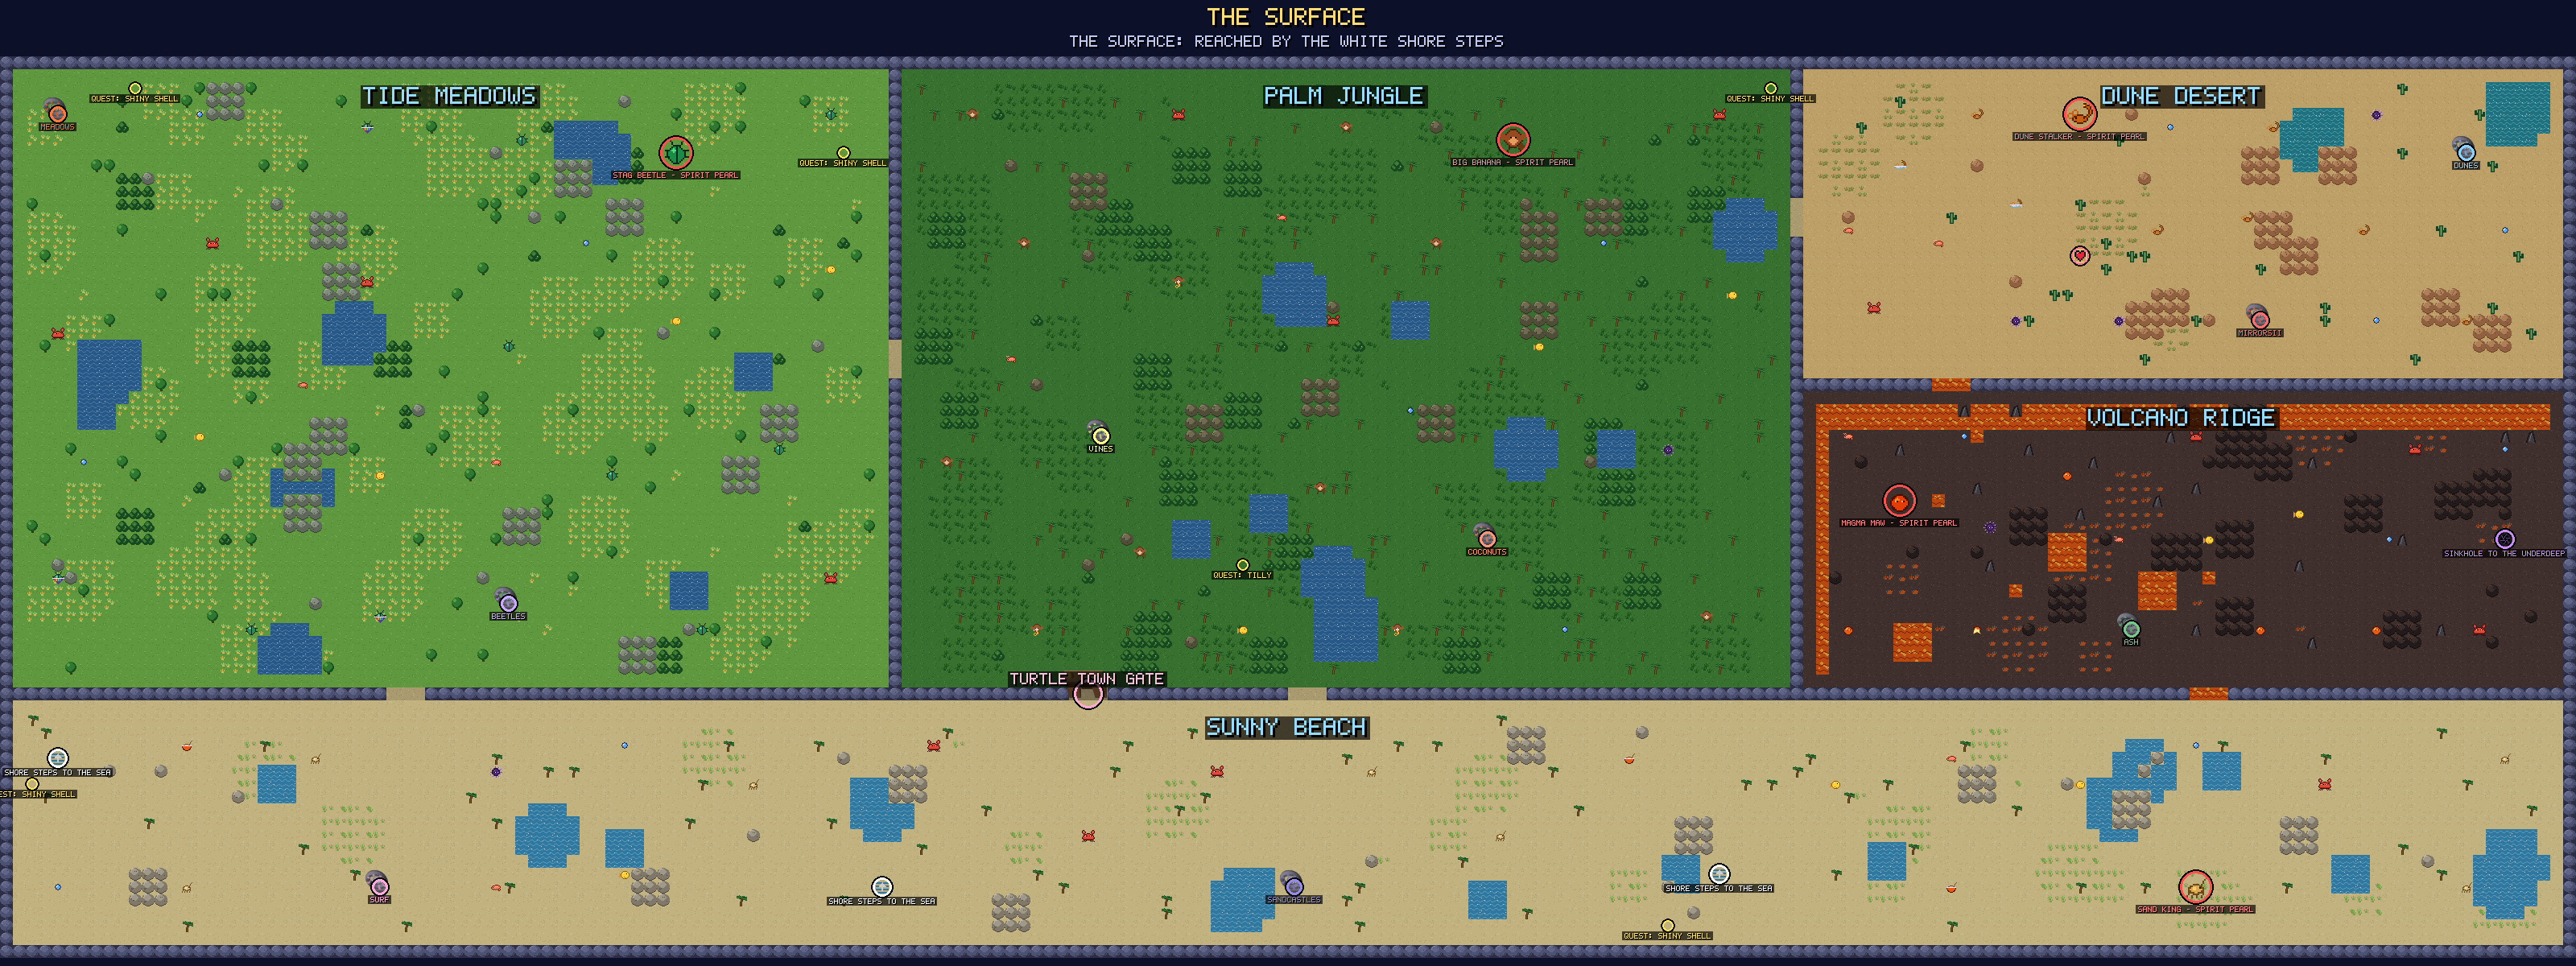 THE SURFACE
THE SURFACE: REACHED BY THE WHITE SHORE STEPS
TIDE MEADOWS
QUEST: SHINY SHELL
MEADOWS
QUEST: SHINY SHELL
STAG BEETLE - SPIRIT PEARL
BEETLES
PALM JUNGLE
QUEST: SHINY SHELL
BIG BANANA - SPIRIT PEARL
VINES
COCONUTS
QUEST: TILLY
TURTLE TOWN GATE
DUNE DESERT
DUNE STALKER - SPIRIT PEARL
DUNES
MIRRORSII
VOLCANO RIDGE
MAGMA MAW - SPIRIT PEARL
SINKHOLE TO THE UNDERDEEP
ASH
SUNNY BEACH
SHORE STEPS TO THE SEA
EST: SHINY SHELL
SURF
SHORE STEPS TO THE SEA
SANDCASTLES
SHORE STEPS TO THE SEA
SAND KING - SPIRIT PEARL
QUEST: SHINY SHELL